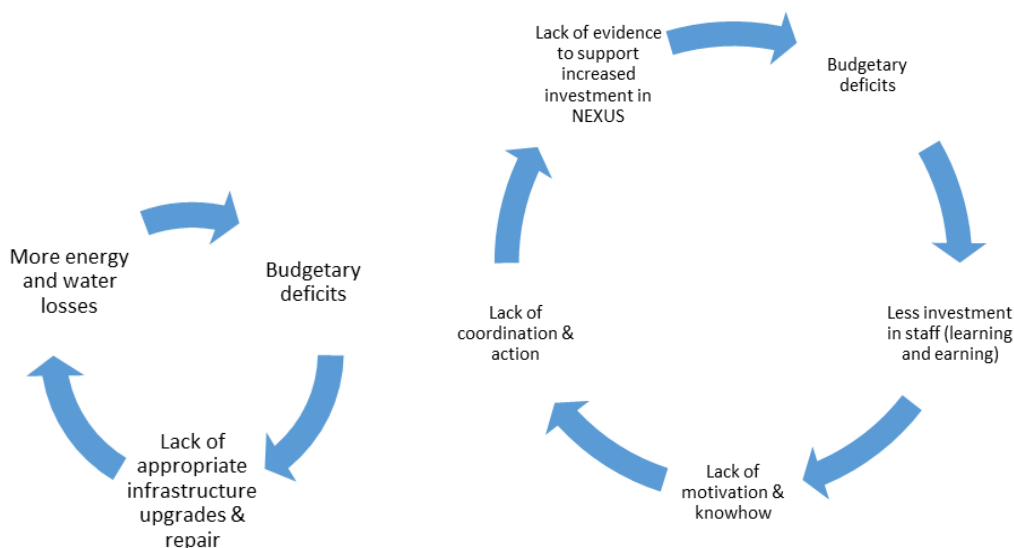 More energy
and water
losses
Budgetary
deficits
Lack of
appropriate
infrastructure
upgrades &
repair
Lack of evidence
to support
increased
investment in
NEXUS
Budgetary
deficits
Less investment
in staff (learning
and earning)
Lack of
motivation &
knowhow
Lack of
coordination &
action